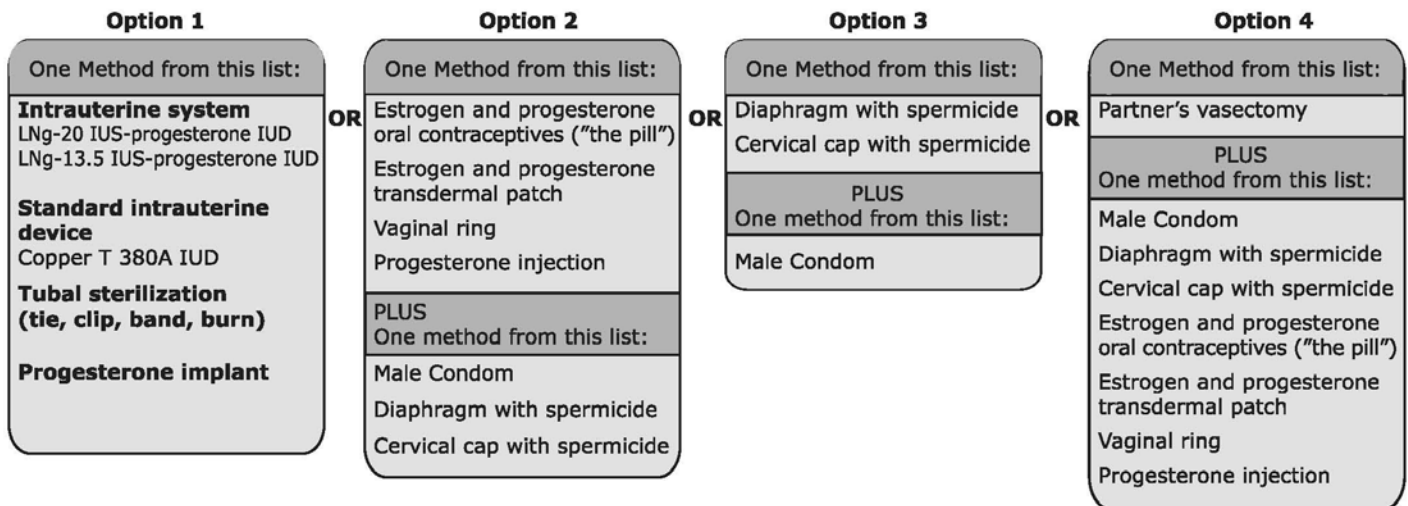 Option 1
One Method from this list:
Intrauterine system
LNg-20 IUS-progesterone IUD
LNg-13.5 IUS-progesterone IUD
Standard intrauterine
device
Copper T 380A IUD
Tubal sterilization
(tie, clip, band, burn)
Progesterone implant
OR
Option 2
One Method from this list:
Estrogen and progesterone
oral contraceptives ("the pill")
Estrogen and progesterone
transdermal patch
Vaginal ring
Progesterone injection
PLUS
One method from this list:
Male Condom
Diaphragm with spermicide
Cervical cap with spermicide
OR
Option 3
One Method from this list:
Diaphragm with spermicide
Cervical cap with spermicide
PLUS
One method from this list:
Male Condom
OR
Option 4
One Method from this list:
Partner's vasectomy
PLUS
One method from this list:
Male Condom
Diaphragm with spermicide
Cervical cap with spermicide
Estrogen and progesterone
oral contraceptives ("the pill")
Estrogen and progesterone
transdermal patch
Vaginal ring
Progesterone injection